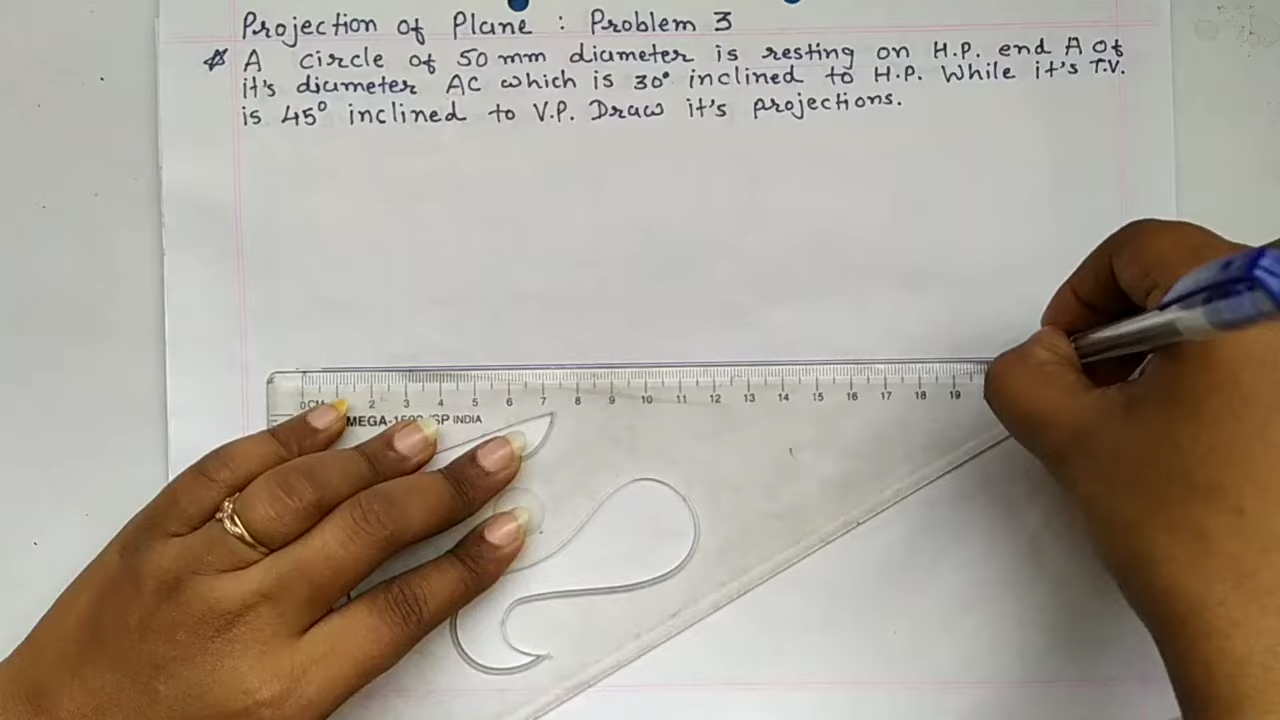 Projection of Plane : Problem 3
A circle of 50 mm diameter is resting on H.P. end A of
it's diameter AC which is 30° inclined to H.P. While it's T.V.
is 45° inclined to V.P. Draw it's projections.
0 CM 2 3 4 5 6 7 8 9 10 11 12 13 14 15 16 17 18 19
INDIA